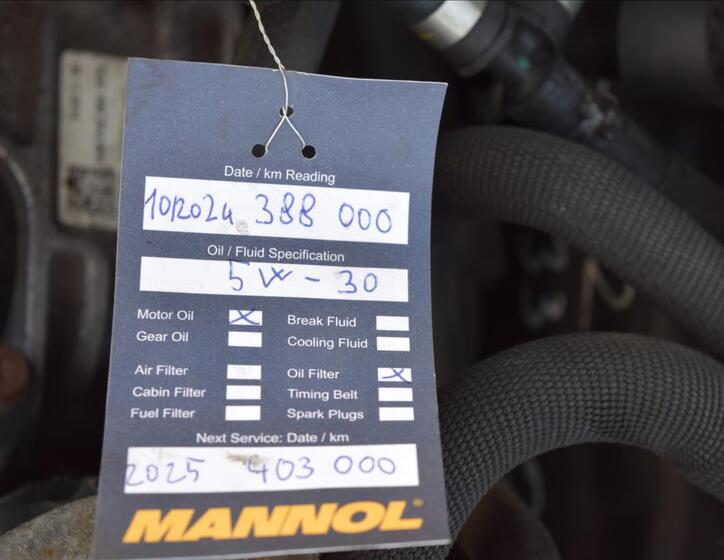 Date / km Reading
10/2024 388 000
Oil / Fluid Specification
5W-30
Motor Oil X Break Fluid
Gear Oil Cooling Fluid
Air Filter Oil Filter X
Cabin Filter Timing Belt
Fuel Filter Spark Plugs
Next Service: Date / km
2025 403 000
MANNOL®